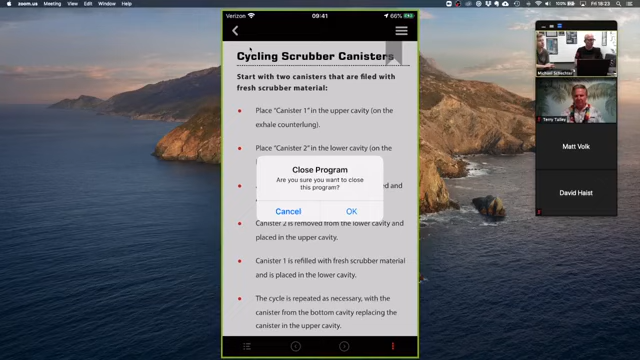 zoom.us Meeting View Edit Window Help
100% Fri 18:23
Verizon 09:41 66%
Cycling Scrubber Canisters
Start with two canisters that are filed with
fresh scrubber material:
Place “Canister 1” in the upper cavity (on the
exhale counterlung).
Place “Canister 2” in the lower cavity (on the
Close Program
Are you sure you want to close
this program?
Cancel OK
ed and
Canister 2 is removed from the lower cavity and
placed in the upper cavity.
Canister 1 is refilled with fresh scrubber material
and is placed in the lower cavity.
The cycle is repeated as necessary, with the
canister from the bottom cavity replacing the
canister in the upper cavity.
Michael Schechter
Terry Talley
Matt Volk
David Haist